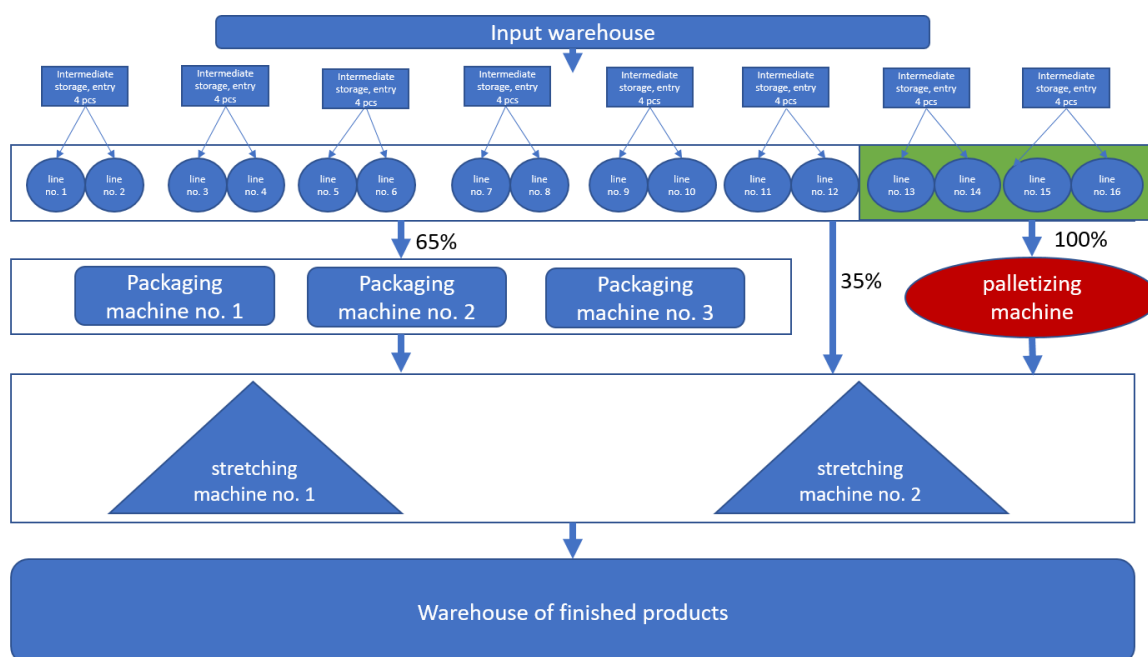 Input warehouse
Intermediate
storage, entry
4 pcs
Intermediate
storage, entry
4 pcs
Intermediate
storage, entry
4 pcs
Intermediate
storage, entry
4 pcs
Intermediate
storage, entry
4 pcs
Intermediate
storage, entry
4 pcs
Intermediate
storage, entry
4 pcs
Intermediate
storage, entry
4 pcs
line
no. 1
line
no. 2
line
no. 3
line
no. 4
line
no. 5
line
no. 6
line
no. 7
line
no. 8
line
no. 9
line
no. 10
line
no. 11
line
no. 12
line
no. 13
line
no. 14
line
no. 15
line
no. 16
65%
35%
100%
Packaging
machine no. 1
Packaging
machine no. 2
Packaging
machine no. 3
palletizing
machine
stretching
machine no. 1
stretching
machine no. 2
Warehouse of finished products